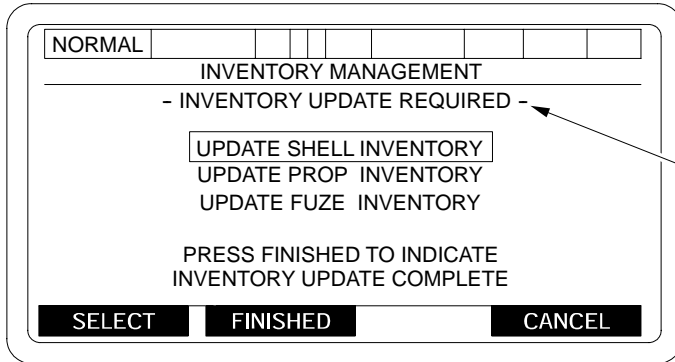 NORMAL
INVENTORY MANAGEMENT
- INVENTORY UPDATE REQUIRED -
UPDATE SHELL INVENTORY
UPDATE PROP INVENTORY
UPDATE FUZE INVENTORY
PRESS FINISHED TO INDICATE
INVENTORY UPDATE COMPLETE
SELECT FINISHED CANCEL